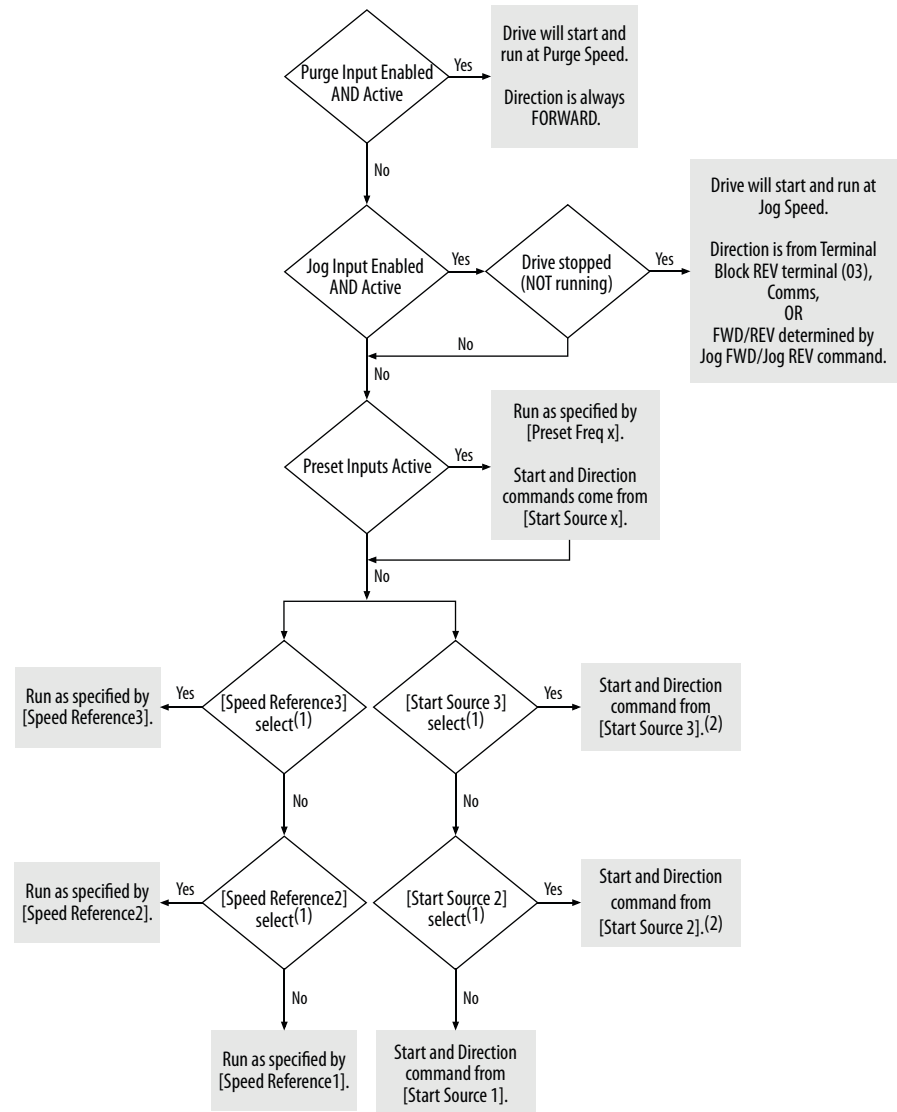 Purge Input Enabled
AND Active
Yes
Drive will start and
run at Purge Speed.
Direction is always
FORWARD.
No
Jog Input Enabled
AND Active
Yes
Drive stopped
(NOT running)
Yes
Drive will start and run at
Jog Speed.
Direction is from Terminal
Block REV terminal (03),
Comms,
OR
FWD/REV determined by
Jog FWD/Jog REV command.
No
No
Preset Inputs Active
Yes
Run as specified by
[Preset Freq x].
Start and Direction
commands come from
[Start Source x].
No
Run as specified by
[Speed Reference3].
Yes
[Speed Reference3]
select(1)
[Start Source 3]
select(1)
Yes
Start and Direction
command from
[Start Source 3].(2)
No
No
Run as specified by
[Speed Reference2].
Yes
[Speed Reference2]
select(1)
[Start Source 2]
select(1)
Yes
Start and Direction
command from
[Start Source 2].(2)
No
No
Run as specified by
[Speed Reference1].
Start and Direction
command from
[Start Source 1].